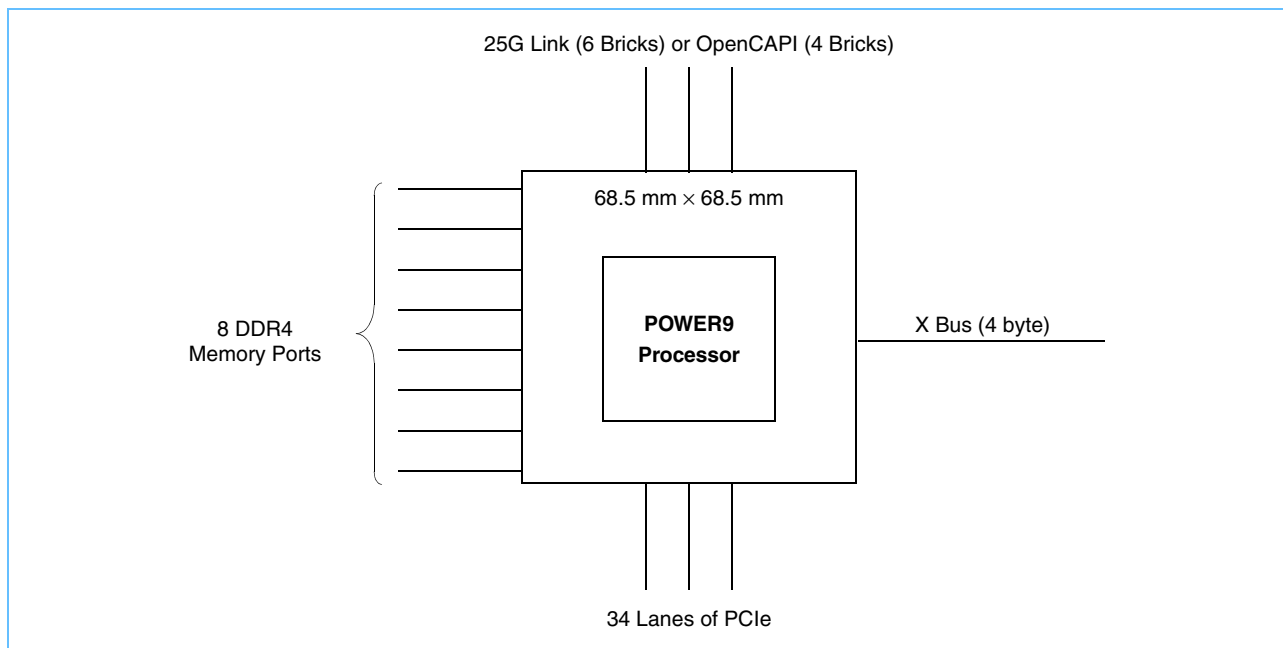 25G Link (6 Bricks) or OpenCAPI (4 Bricks)
68.5 mm × 68.5 mm
8 DDR4
Memory Ports
POWER9
Processor
X Bus (4 byte)
34 Lanes of PCIe